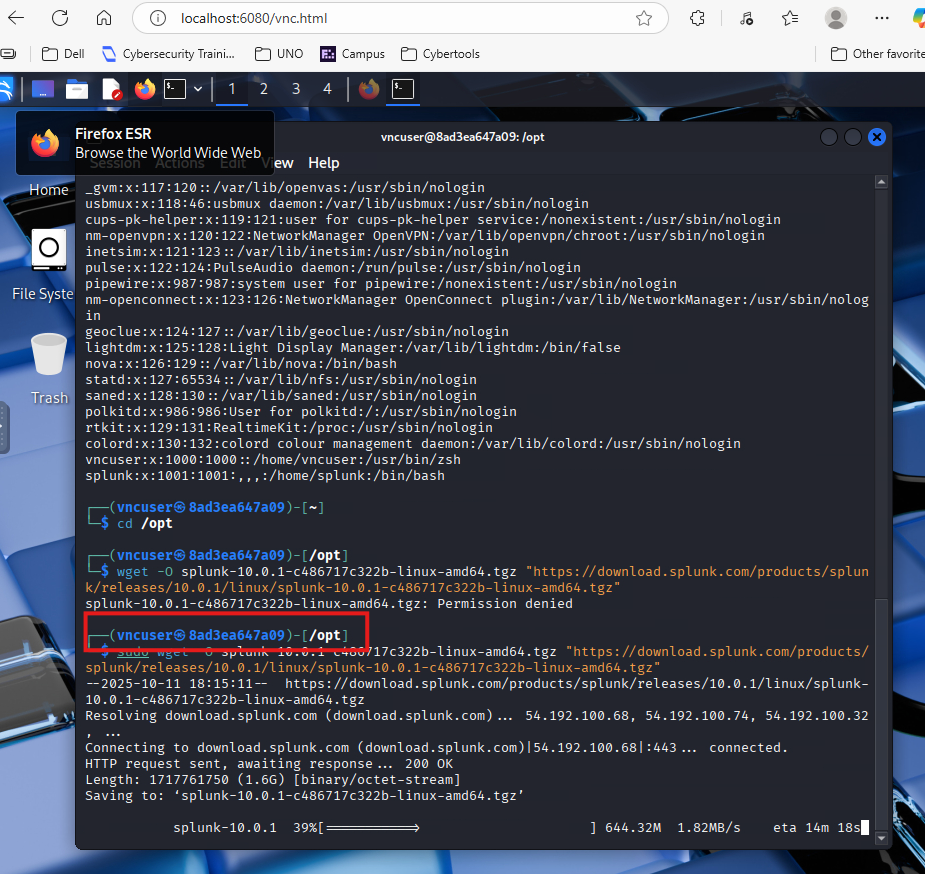 localhost:6080/vnc.html
Dell
Cybersecurity Traini...
UNO
Campus
Cybertools
Other favorite
1
2
3
4
Firefox ESR
Browse the World Wide Web
vncuser@8ad3ea647a09: /opt
Session Actions Edit View Help
Home
File Syste
Trash
_gvm:x:117:120::/var/lib/openvas:/usr/sbin/nologin
usbmux:x:118:46:usbmux daemon:/var/lib/usbmux:/usr/sbin/nologin
cups-pk-helper:x:119:121:user for cups-pk-helper service:/nonexistent:/usr/sbin/nologin
nm-openvpn:x:120:122:NetworkManager OpenVPN:/var/lib/openvpn/chroot:/usr/sbin/nologin
inetsim:x:121:123::/var/lib/inetsim:/usr/sbin/nologin
pulse:x:122:124:PulseAudio daemon:/run/pulse:/usr/sbin/nologin
pipewire:x:987:987:system user for pipewire:/nonexistent:/usr/sbin/nologin
nm-openconnect:x:123:126:NetworkManager OpenConnect plugin:/var/lib/NetworkManager:/usr/sbin/nolog
in
geoclue:x:124:127::/var/lib/geoclue:/usr/sbin/nologin
lightdm:x:125:128:Light Display Manager:/var/lib/lightdm:/bin/false
nova:x:126:129::/var/lib/nova:/bin/bash
statd:x:127:65534::/var/lib/nfs:/usr/sbin/nologin
saned:x:128:130::/var/lib/saned:/usr/sbin/nologin
polkitd:x:986:986:User for polkitd:/:/usr/sbin/nologin
rtkit:x:129:131:RealtimeKit:/proc:/usr/sbin/nologin
colord:x:130:132:colord colour management daemon:/var/lib/colord:/usr/sbin/nologin
vncuser:x:1000:1000::/home/vncuser:/usr/bin/zsh
splunk:x:1001:1001:,,,:/home/splunk:/bin/bash
┌──(vncuser㉿8ad3ea647a09)-[~]
└─$ cd /opt
┌──(vncuser㉿8ad3ea647a09)-[/opt]
└─$ wget -O splunk-10.0.1-c486717c322b-linux-amd64.tgz "https://download.splunk.com/products/splun
k/releases/10.0.1/linux/splunk-10.0.1-c486717c322b-linux-amd64.tgz"
splunk-10.0.1-c486717c322b-linux-amd64.tgz: Permission denied
┌──(vncuser㉿8ad3ea647a09)-[/opt]
└─$ sudo wget -O splunk-10.0.1-c486717c322b-linux-amd64.tgz "https://download.splunk.com/products/
splunk/releases/10.0.1/linux/splunk-10.0.1-c486717c322b-linux-amd64.tgz"
--2025-10-11 18:15:11--  https://download.splunk.com/products/splunk/releases/10.0.1/linux/splunk-
10.0.1-c486717c322b-linux-amd64.tgz
Resolving download.splunk.com (download.splunk.com)... 54.192.100.68, 54.192.100.74, 54.192.100.32
, ...
Connecting to download.splunk.com (download.splunk.com)|54.192.100.68|:443... connected.
HTTP request sent, awaiting response... 200 OK
Length: 1717761750 (1.6G) [binary/octet-stream]
Saving to: ‘splunk-10.0.1-c486717c322b-linux-amd64.tgz’
splunk-10.0.1 39%[==========> ] 644.32M 1.82MB/s eta 14m 18s